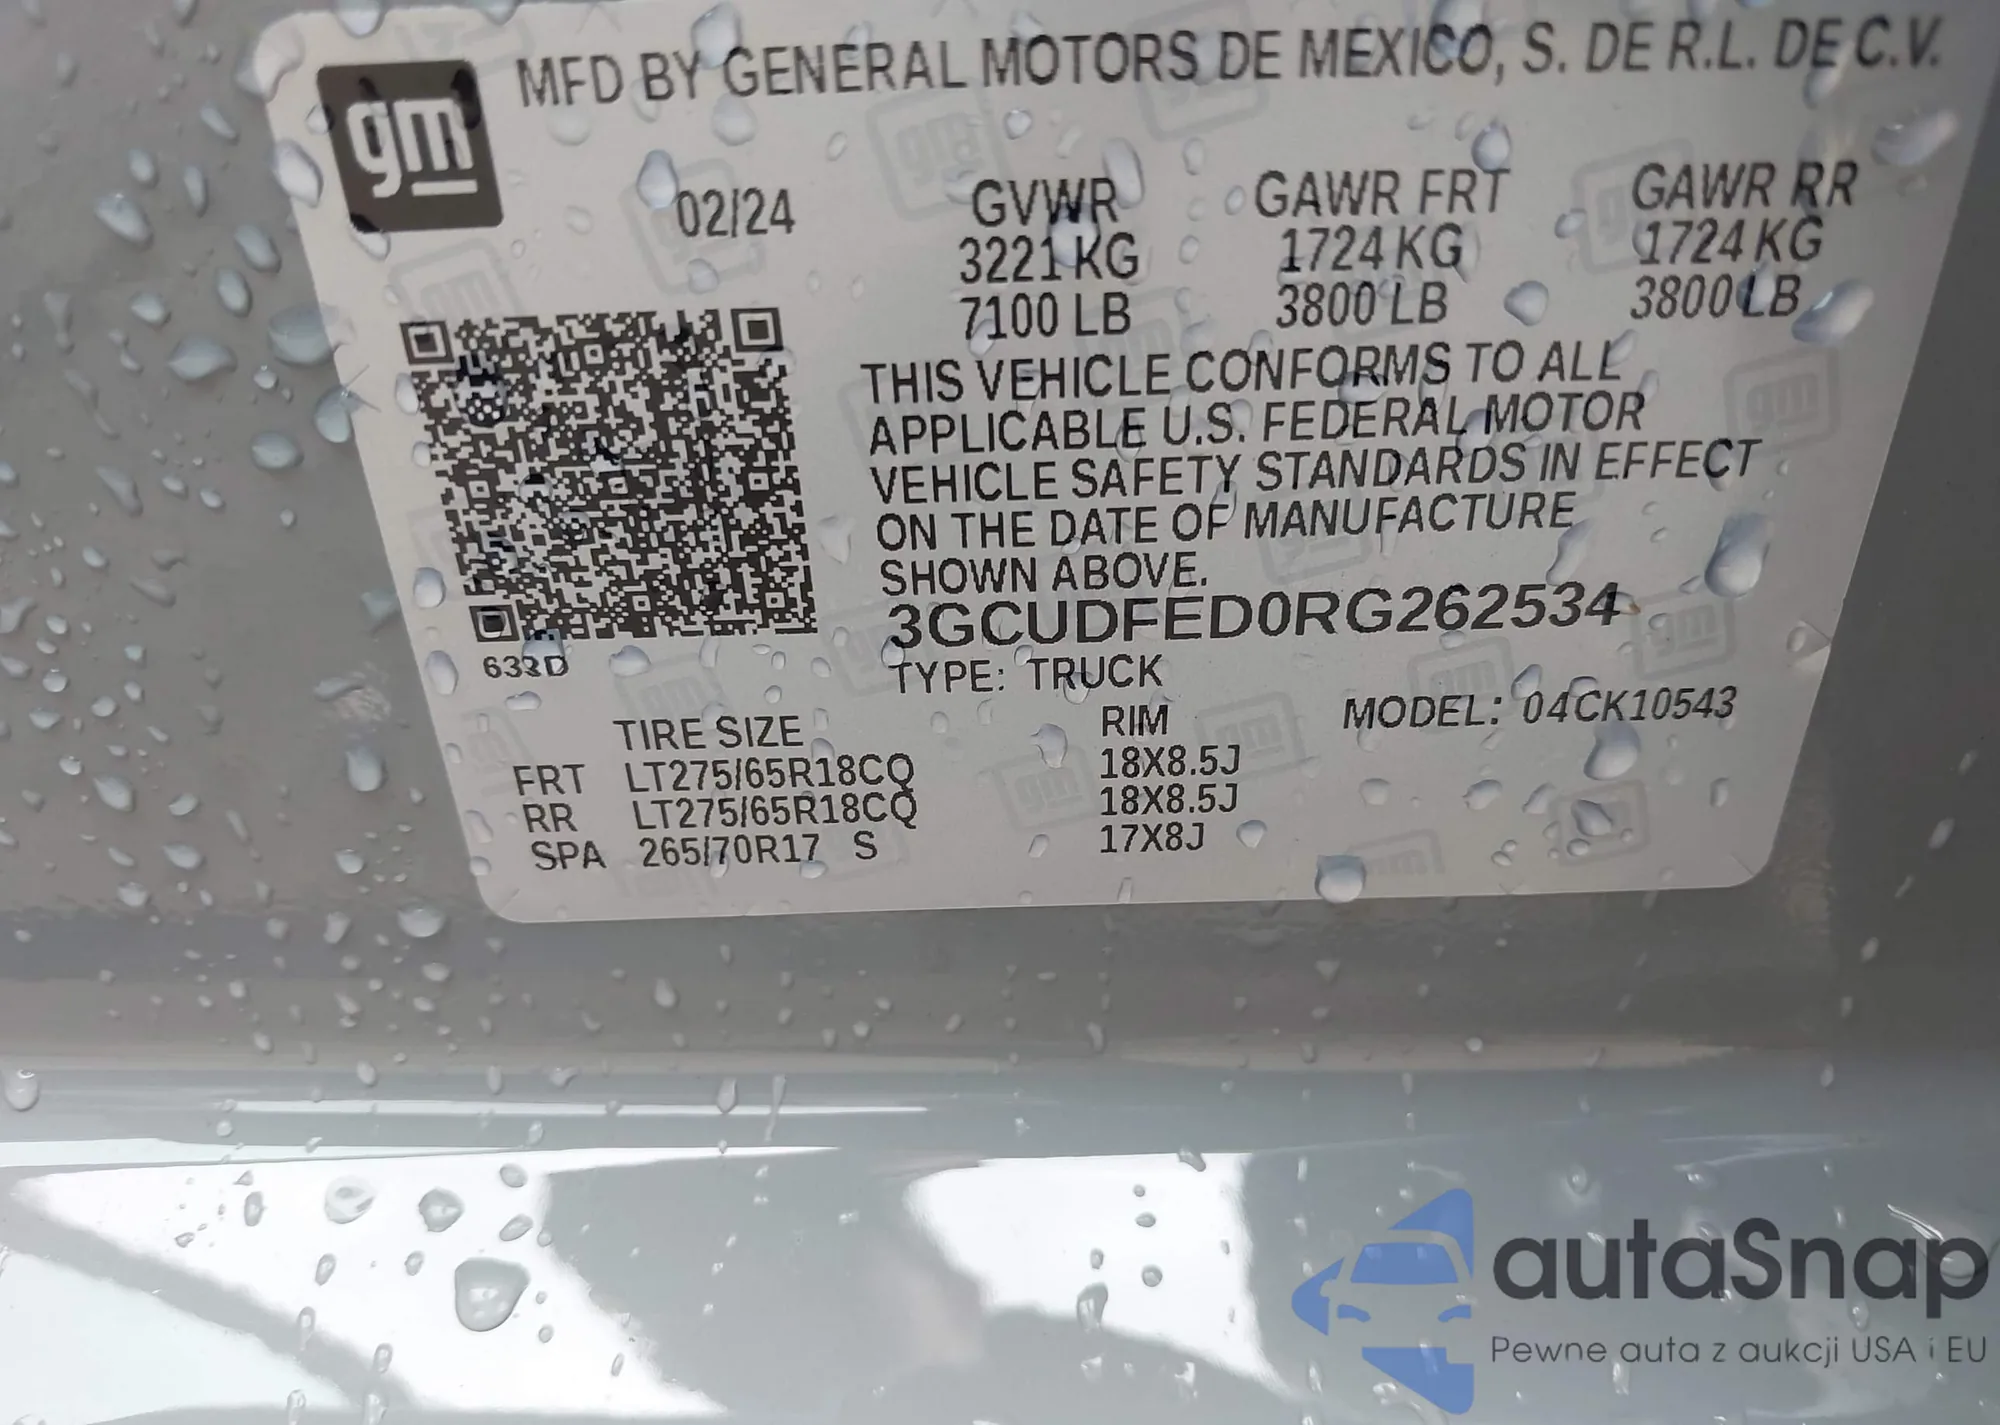 gm
MFD BY GENERAL MOTORS DE MEXICO, S. DE R.L. DE C.V.
02/24 GVWR GAWR FRT GAWR RR
3221 KG 1724 KG 1724 KG
7100 LB 3800 LB 3800 LB
THIS VEHICLE CONFORMS TO ALL
APPLICABLE U.S. FEDERAL MOTOR
VEHICLE SAFETY STANDARDS IN EFFECT
ON THE DATE OF MANUFACTURE
SHOWN ABOVE.
3GCUDFED0RG262534
633D
TYPE: TRUCK
MODEL: 04CK10543
TIRE SIZE RIM
FRT LT275/65R18CQ 18X8.5J
RR LT275/65R18CQ 18X8.5J
SPA 265/70R17 S 17X8J
autaSnap
Pewne auta z aukcji USA i EU